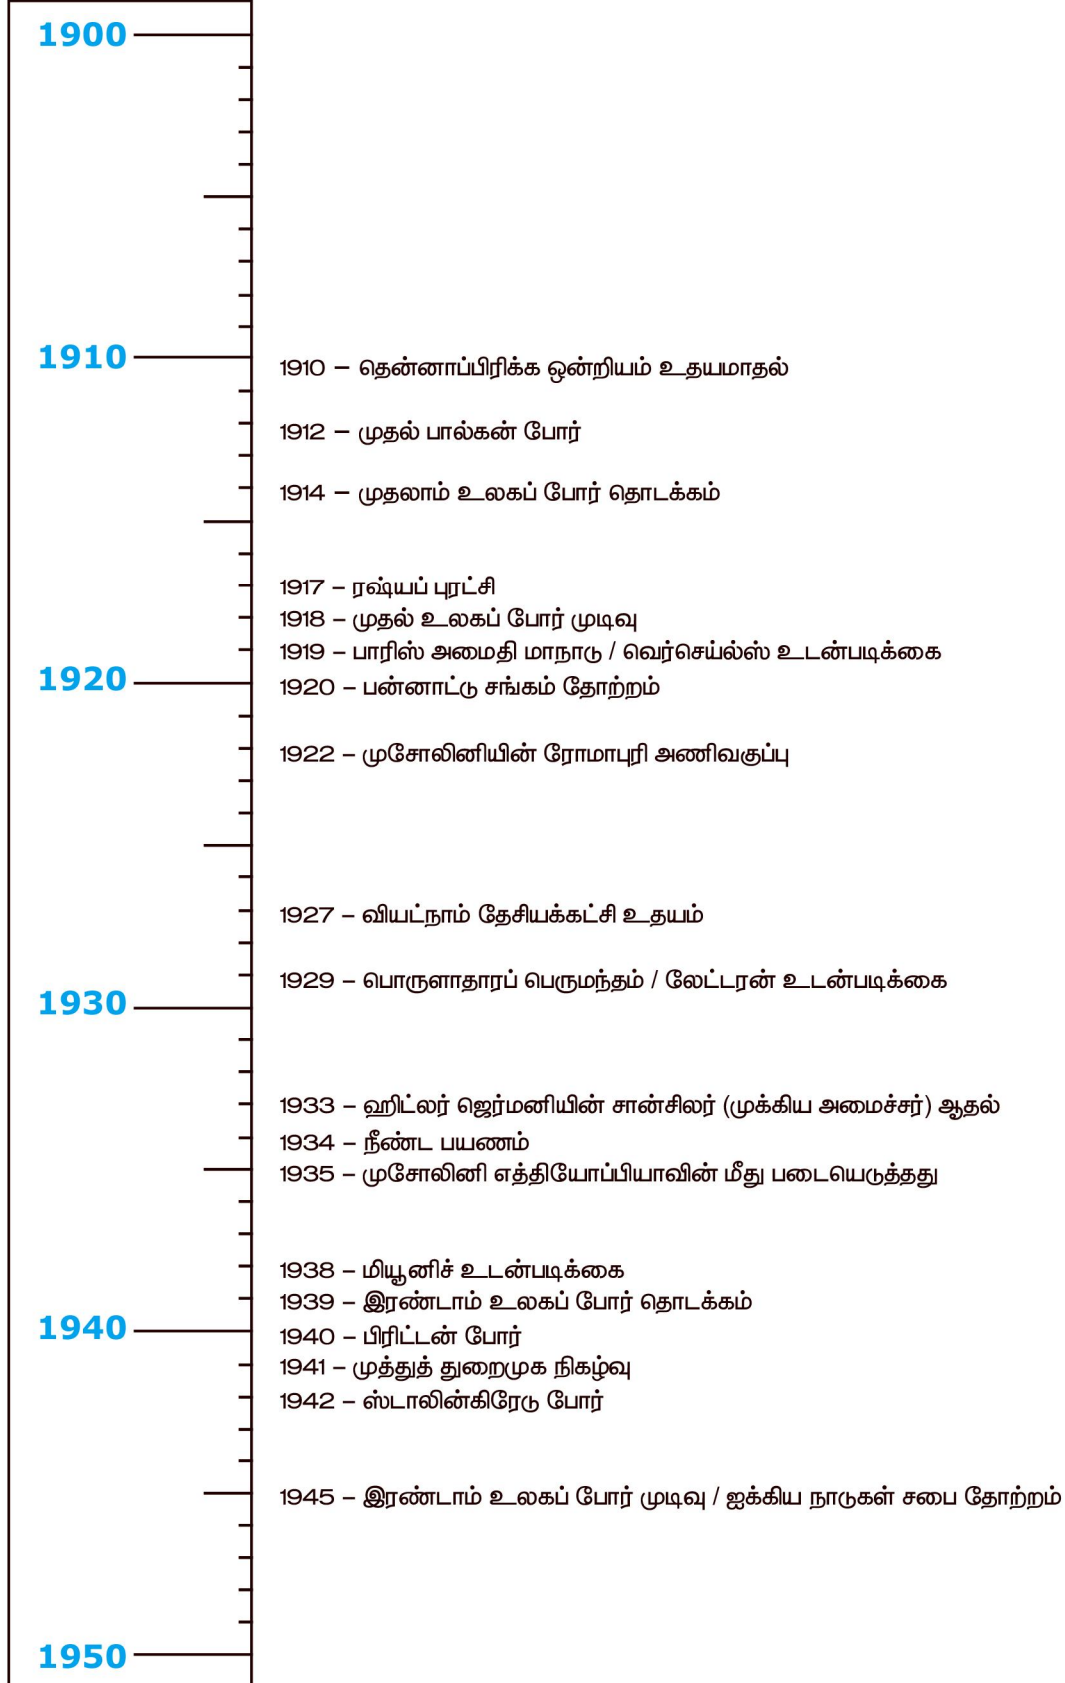 1900
1910
1910 – தென்னாப்பிரிக்க ஒன்றியம் உதயமாதல்
1912 – முதல் பால்கன் போர்
1914 – முதலாம் உலகப் போர் தொடக்கம்
1917 – ரஷ்யப் புரட்சி
1918 – முதல் உலகப் போர் முடிவு
1919 – பாரிஸ் அமைதி மாநாடு / வெர்செய்ல்ஸ் உடன்படிக்கை
1920
1920 – பன்னாட்டு சங்கம் தோற்றம்
1922 – முசோலினியின் ரோமாபுரி அணிவகுப்பு
1927 – வியட்நாம் தேசியக்கட்சி உதயம்
1929 – பொருளாதாரப் பெருமந்தம் / லேட்டரன் உடன்படிக்கை
1930
1933 – ஹிட்லர் ஜெர்மனியின் சான்சிலர் (முக்கிய அமைச்சர்) ஆதல்
1934 – நீண்ட பயணம்
1935 – முசோலினி எத்தியோப்பியாவின் மீது படையெடுத்தது
1938 – மியூனிச் உடன்படிக்கை
1939 – இரண்டாம் உலகப் போர் தொடக்கம்
1940
1940 – பிரிட்டன் போர்
1941 – முத்துத் துறைமுக நிகழ்வு
1942 – ஸ்டாலின்கிரேடு போர்
1945 – இரண்டாம் உலகப் போர் முடிவு / ஐக்கிய நாடுகள் சபை தோற்றம்
1950